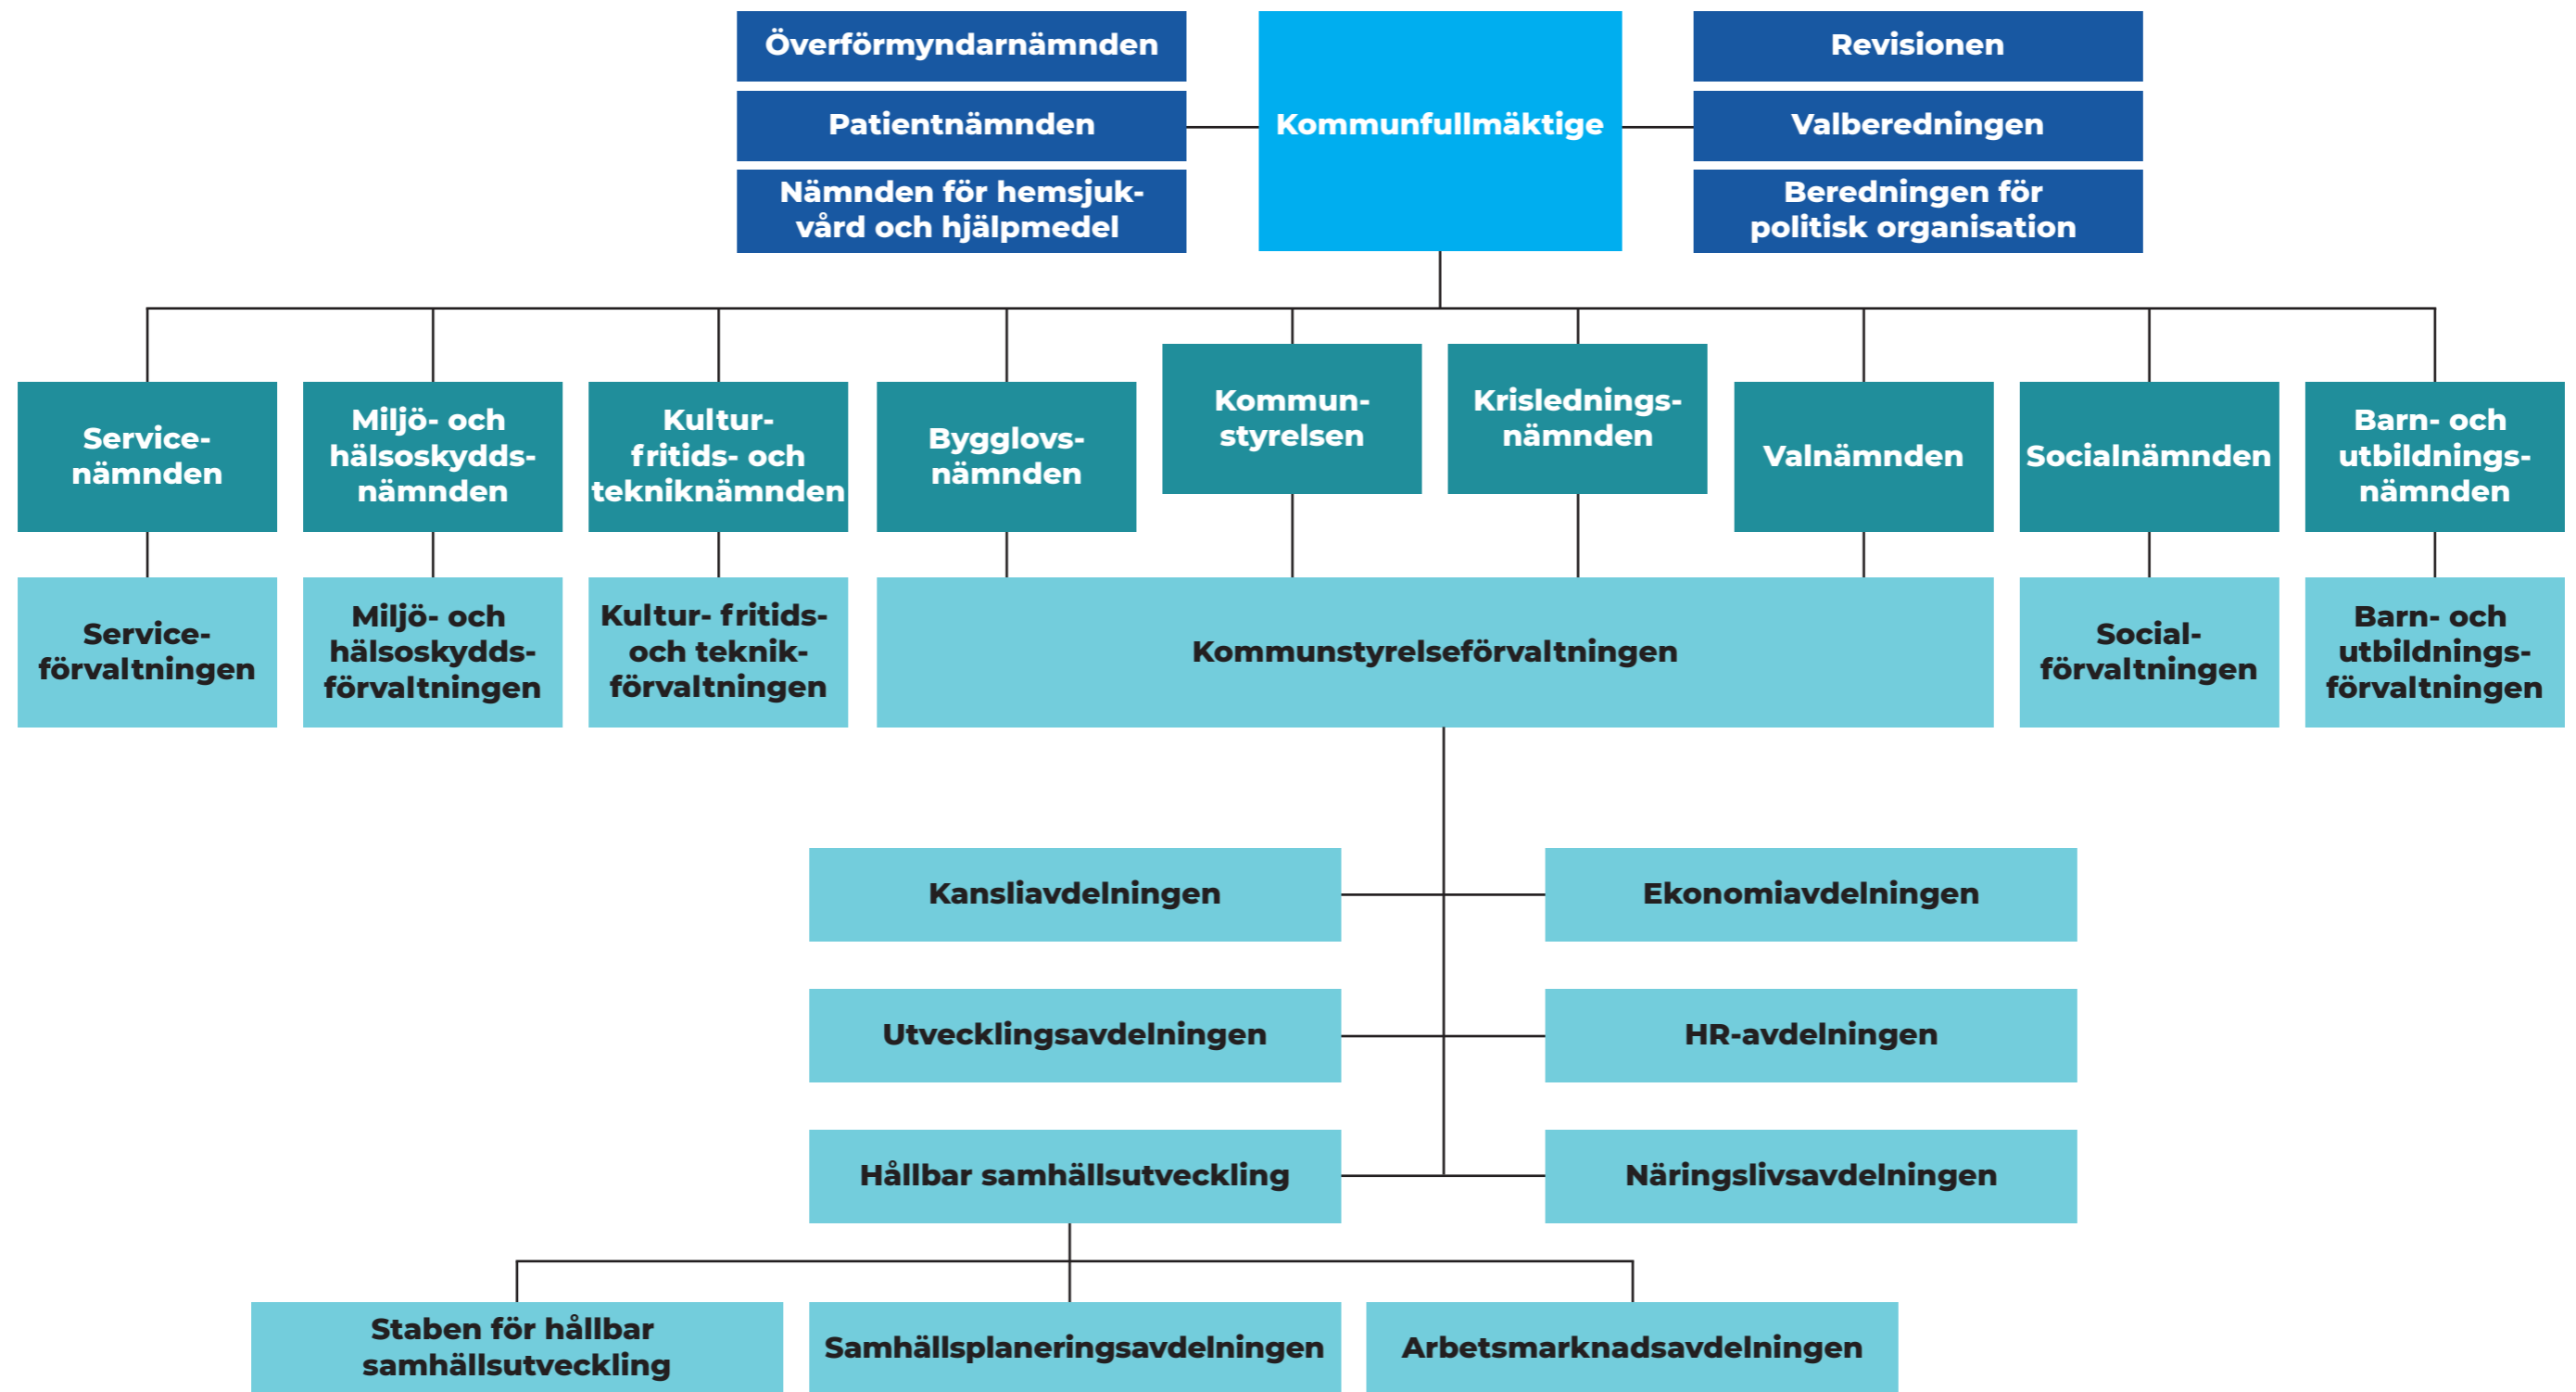 Överförmyndarnämnden
Patientnämnden
Nämnden för hemsjuk-
vård och hjälpmedel
Kommunfullmäktige
Revisionen
Valberedningen
Beredningen för
politisk organisation
Service-
nämnden
Miljö- och
hälsoskydds-
nämnden
Kultur-
fritids- och
tekniknämnden
Bygglovs-
nämnden
Kommun-
styrelsen
Krislednings-
nämnden
Valnämnden
Socialnämnden
Barn- och
utbildnings-
nämnden
Service-
förvaltningen
Miljö- och
hälsoskydds-
förvaltningen
Kultur- fritids-
och teknik-
förvaltningen
Kommunstyrelseförvaltningen
Social-
förvaltningen
Barn- och
utbildnings-
förvaltningen
Kansliavdelningen
Ekonomiavdelningen
Utvecklingsavdelningen
HR-avdelningen
Hållbar samhällsutveckling
Näringslivsavdelningen
Staben för hållbar
samhällsutveckling
Samhällsplaneringsavdelningen
Arbetsmarknadsavdelningen